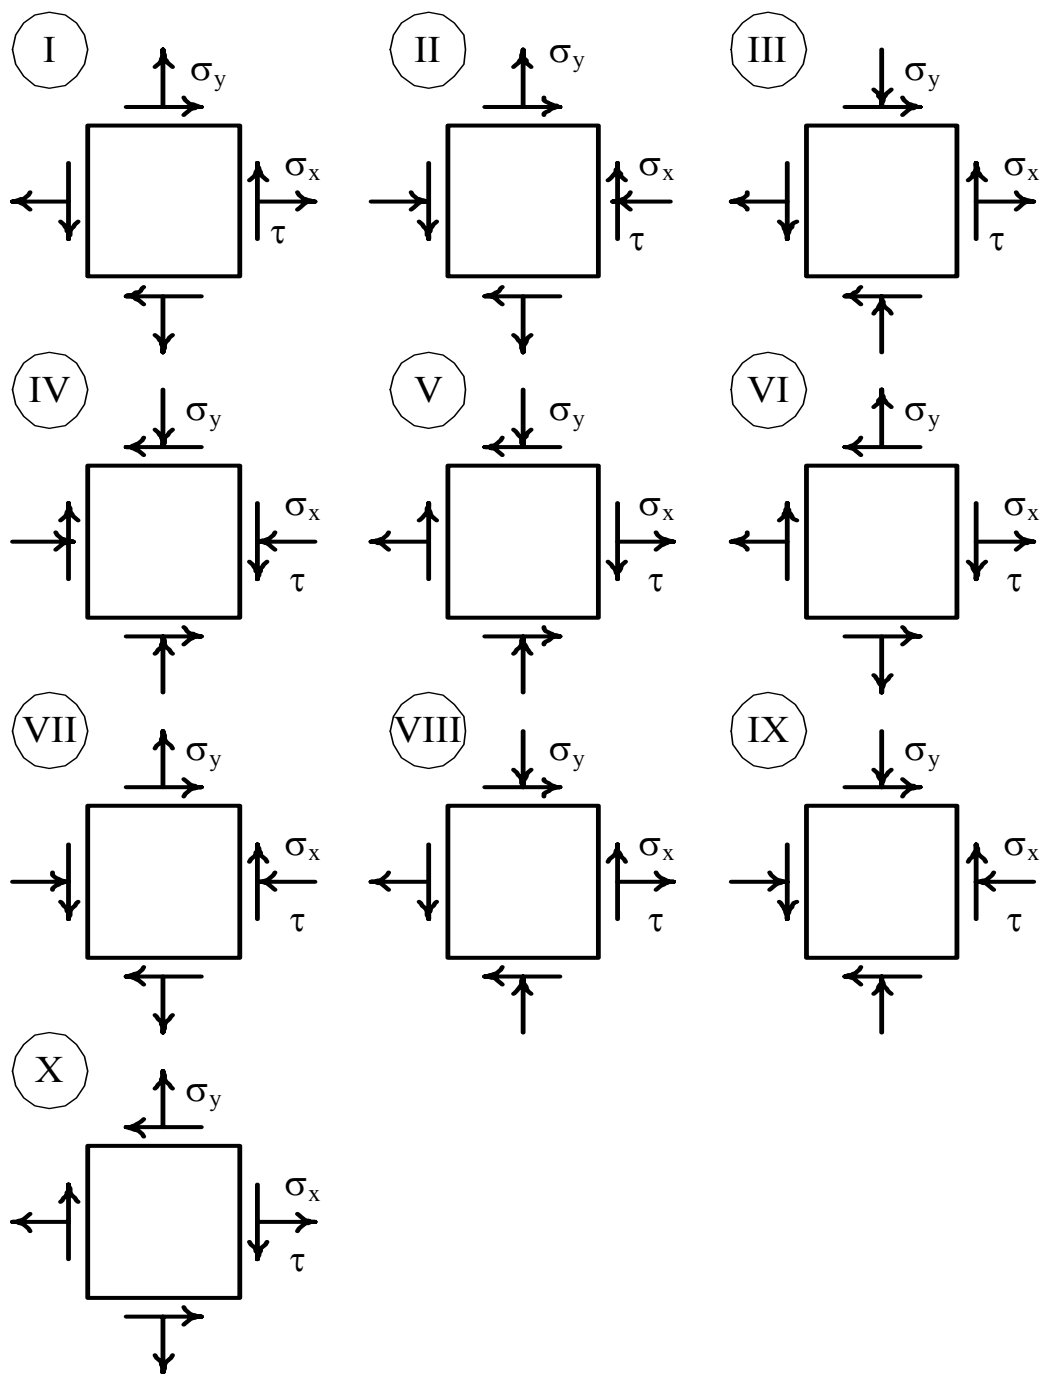 I II III
σy σy σy
σx σx σx
τ τ τ
IV V VI
σy σy σy
σx σx σx
τ τ τ
VII VIII IX
σy σy σy
σx σx σx
τ τ τ
X
σy
σx
τ